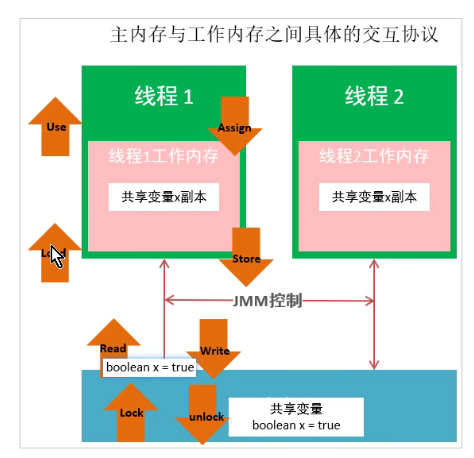 主内存与工作内存之间具体的交互协议
线程 1
线程 2
Use
Assign
线程1工作内存
线程2工作内存
共享变量x副本
共享变量x副本
Load
Store
JMM控制
Read
Write
boolean x = true
Lock
unlock
共享变量
boolean x = true